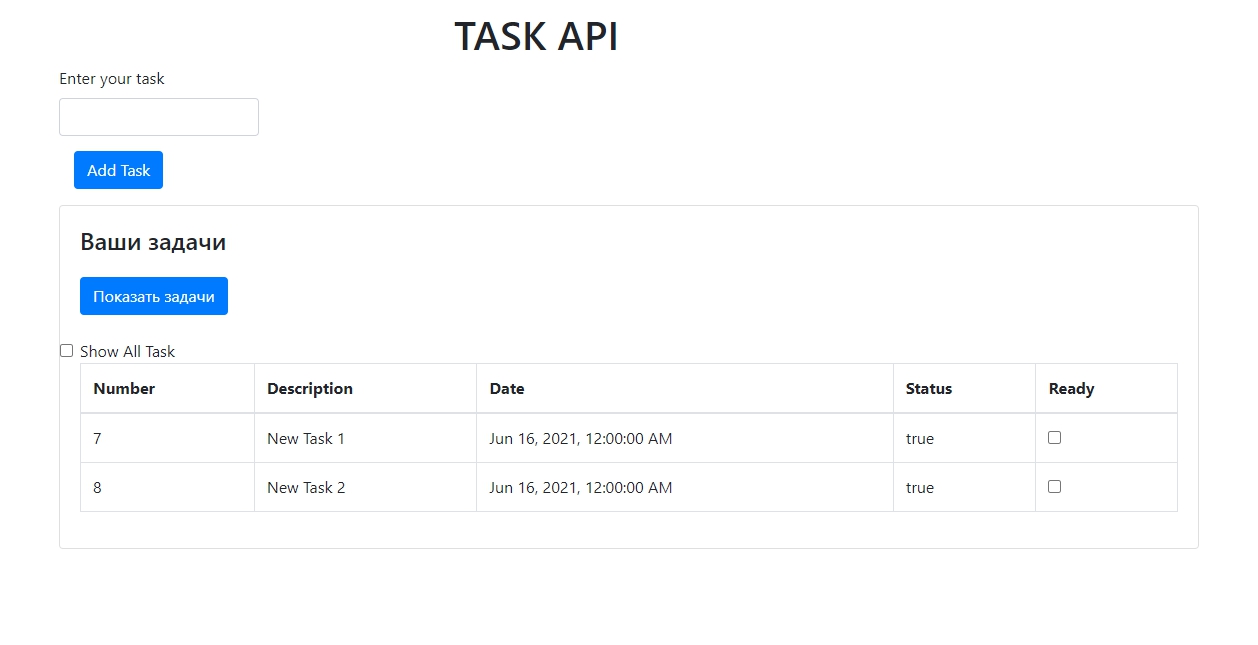 TASK API
Enter your task
Add Task
Ваши задачи
Показать задачи
Show All Task
Number Description Date Status Ready
7 New Task 1 Jun 16, 2021, 12:00:00 AM true
8 New Task 2 Jun 16, 2021, 12:00:00 AM true